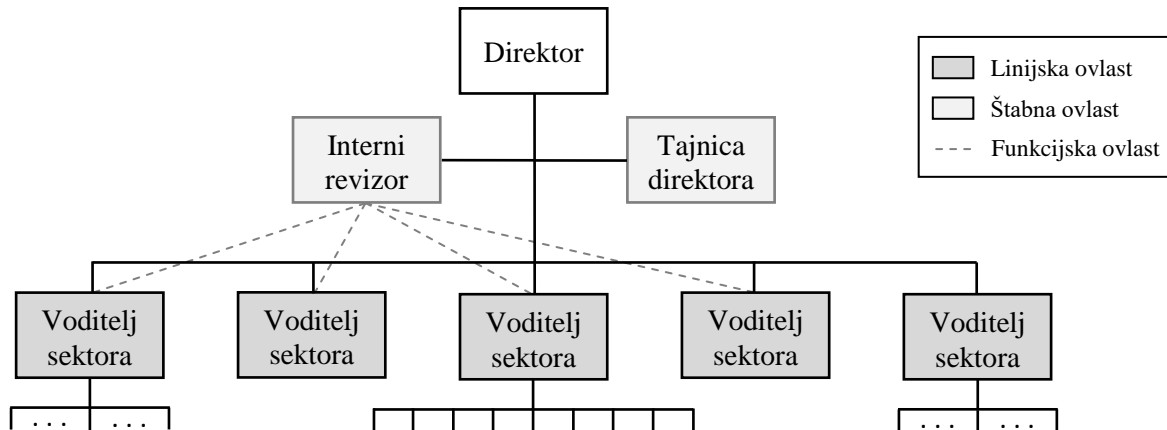 Direktor
Linijska ovlast
Štabna ovlast
Funkcijska ovlast
Interni
revizor
Tajnica
direktora
Voditelj
sektora
Voditelj
sektora
Voditelj
sektora
Voditelj
sektora
Voditelj
sektora
...
...
...
...